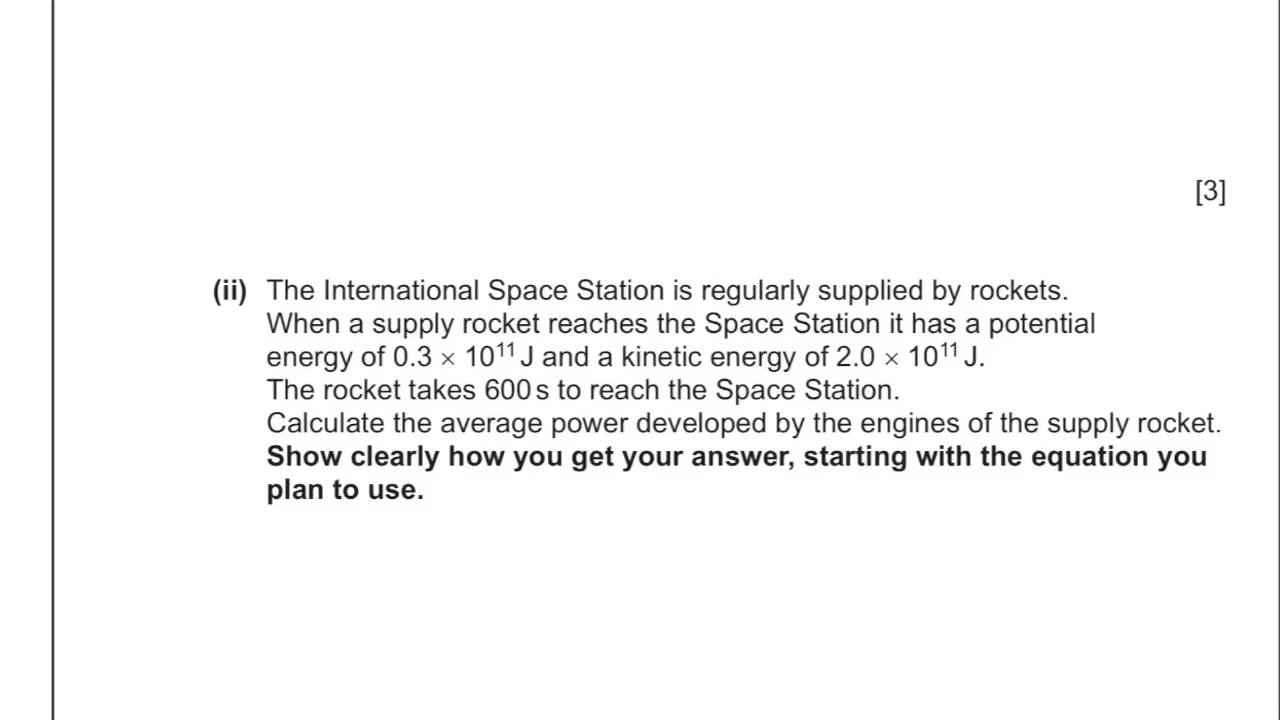 [3]
(ii) The International Space Station is regularly supplied by rockets.
When a supply rocket reaches the Space Station it has a potential
energy of 0.3 × 10¹¹ J and a kinetic energy of 2.0 × 10¹¹ J.
The rocket takes 600 s to reach the Space Station.
Calculate the average power developed by the engines of the supply rocket.
Show clearly how you get your answer, starting with the equation you
plan to use.